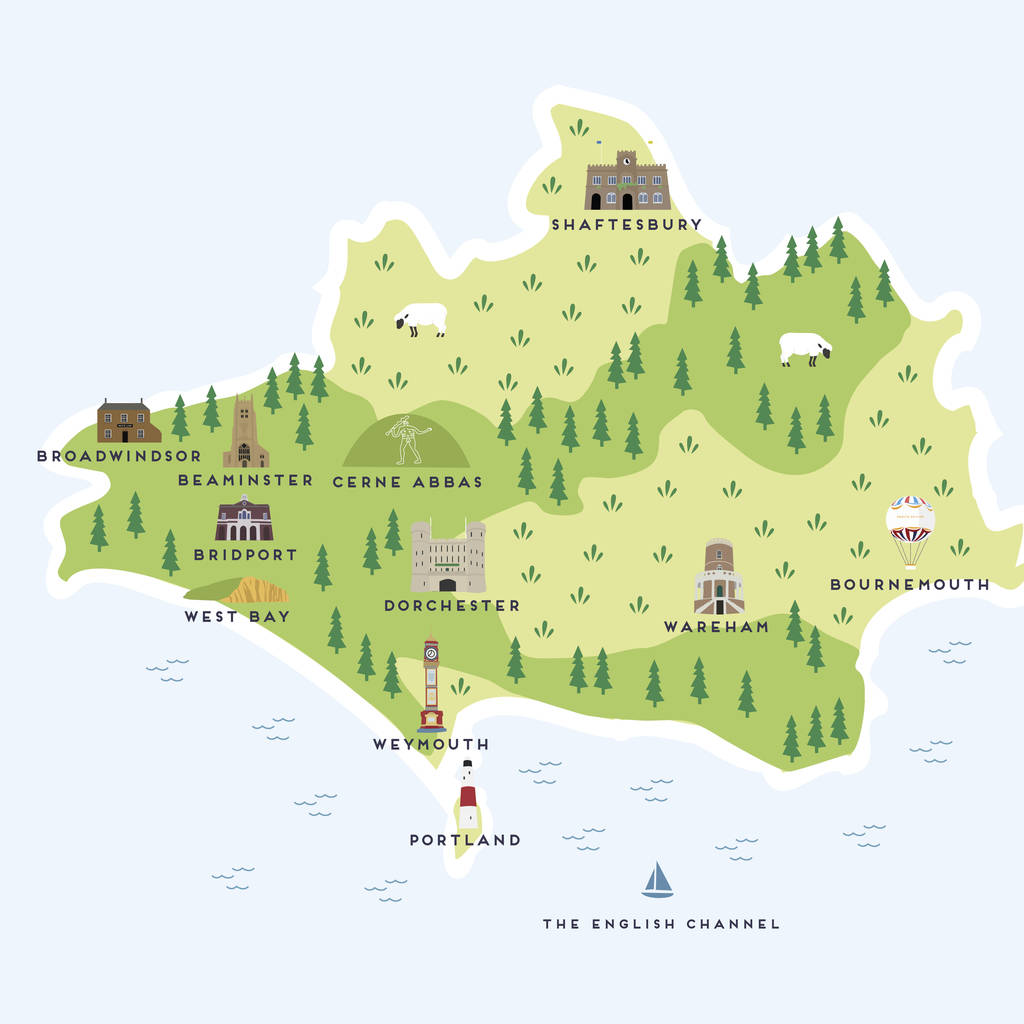 SHAFTESBURY
BROADWINDSOR
BEAMINSTER
CERNE ABBAS
BRIDPORT
BOURNEMOUTH
DORCHESTER
WEST BAY
WAREHAM
WEYMOUTH
PORTLAND
THE ENGLISH CHANNEL